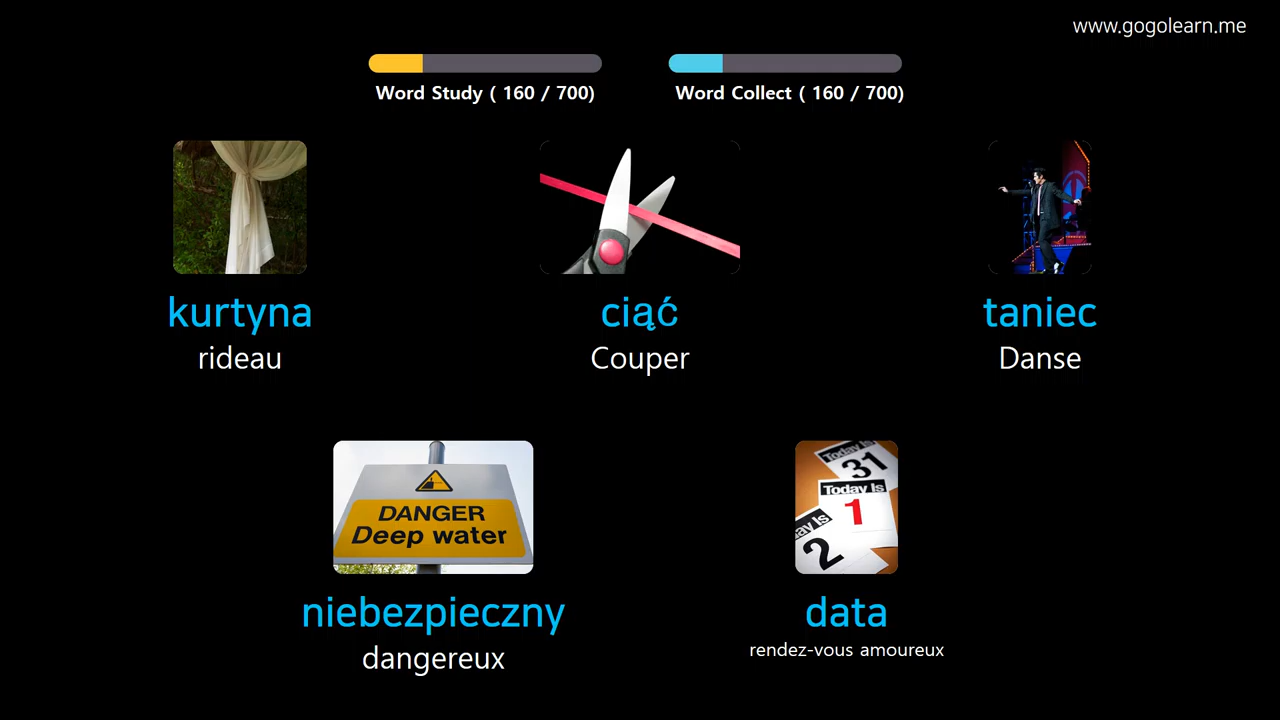 www.gogolearn.me
Word Study ( 160 / 700)
Word Collect ( 160 / 700)
kurtyna
rideau
ciąć
Couper
taniec
Danse
DANGER
Deep water
niebezpieczny
dangereux
Today Is
31
Today Is
1
ay Is
2
data
rendez-vous amoureux